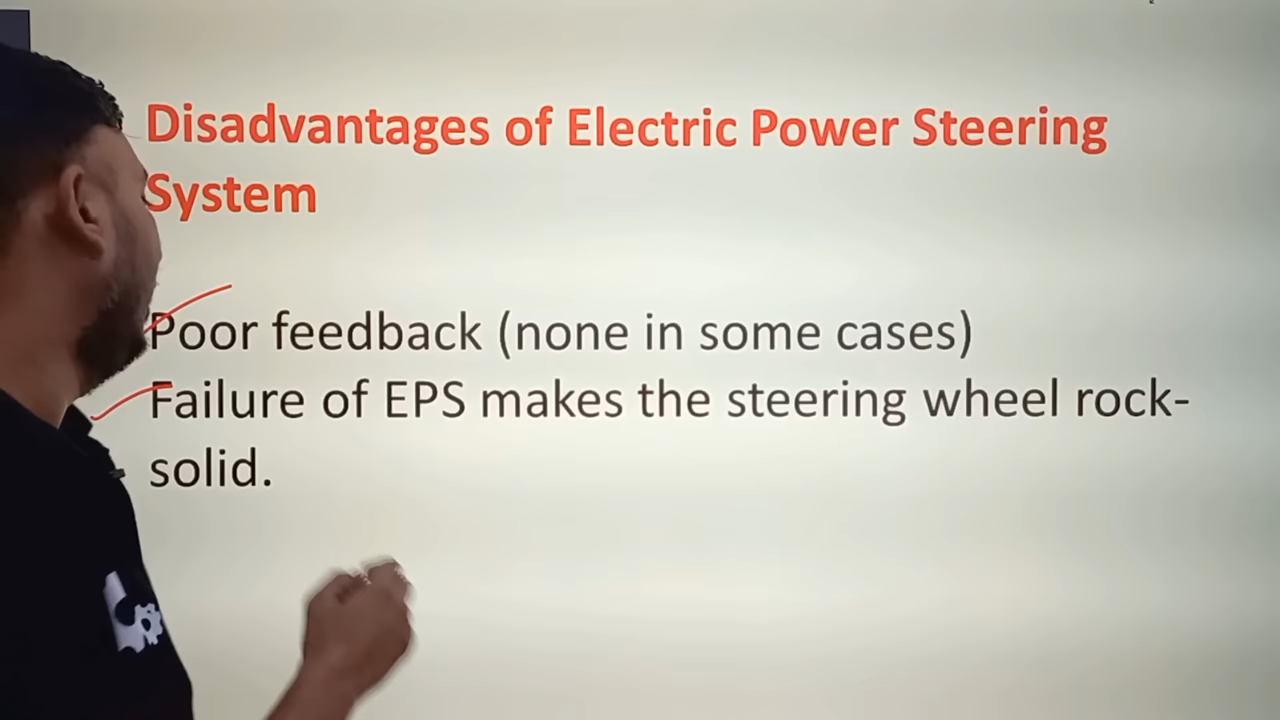 Disadvantages of Electric Power Steering
System
Poor feedback (none in some cases)
Failure of EPS makes the steering wheel rock-
solid.